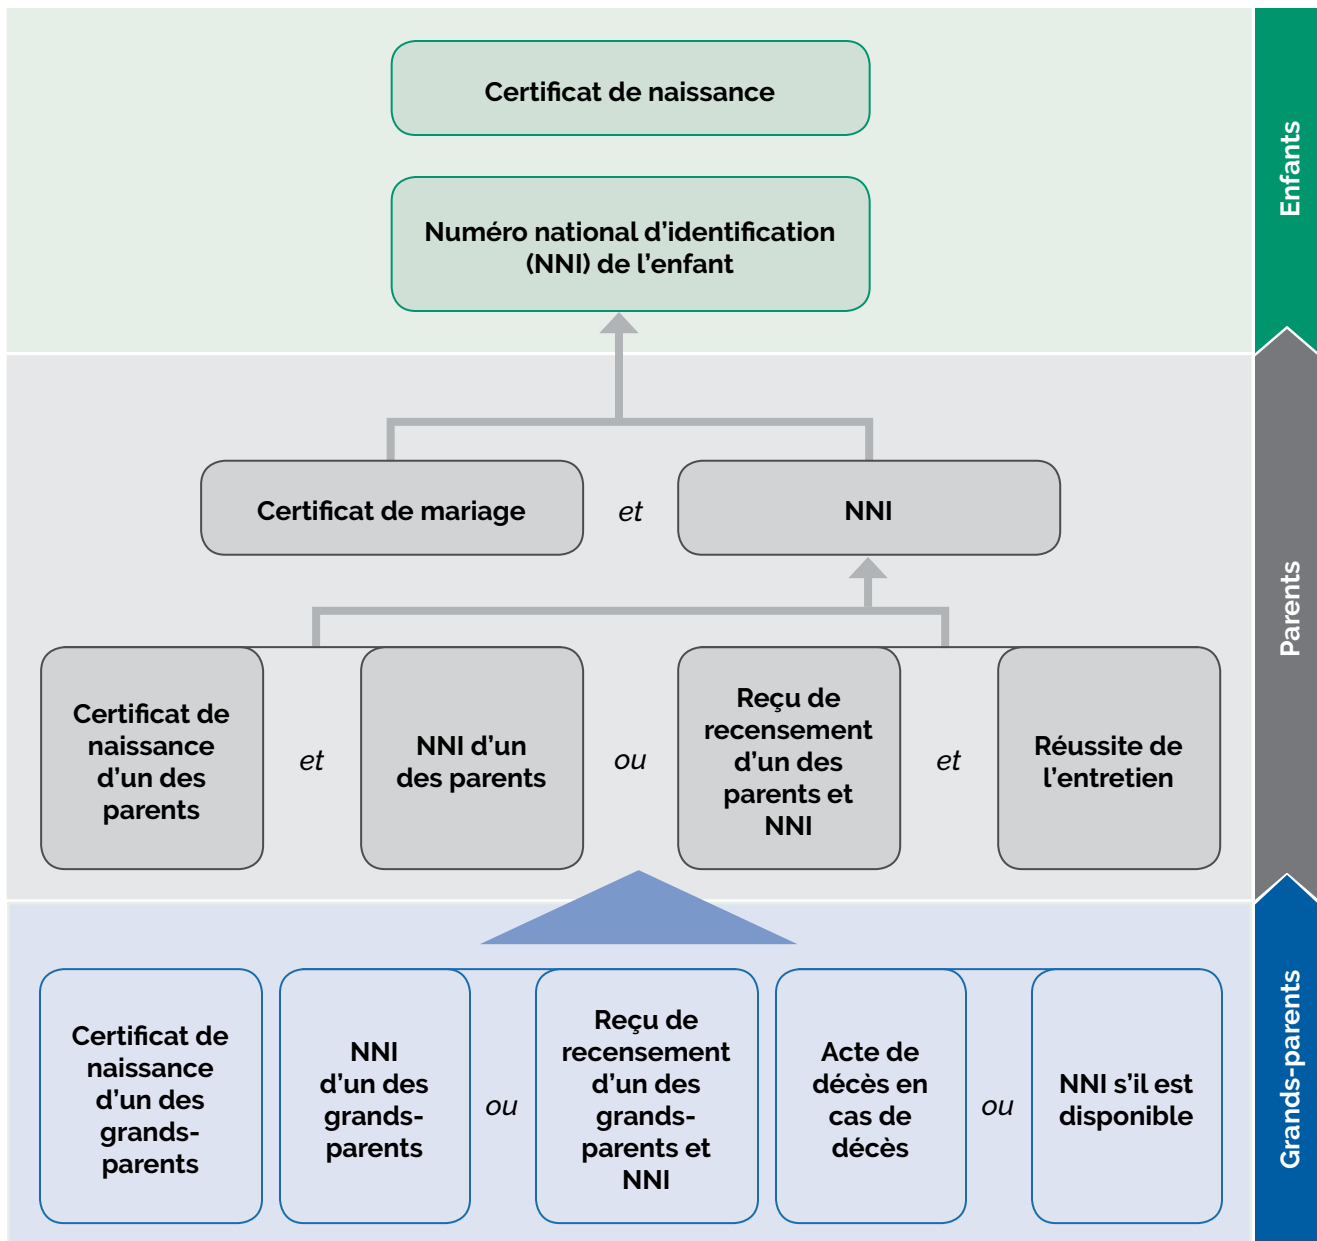 Certificat de naissance
Numéro national d’identification
(NNI) de l’enfant
Enfants
Certificat de mariage
et
NNI
Certificat de
naissance
d’un des
parents
et
NNI d’un
des parents
ou
Reçu de
recensement
d’un des
parents et
NNI
et
Réussite de
l’entretien
Parents
Certificat de
naissance
d’un des
grands-
parents
NNI
d’un des
grands-
parents
ou
Reçu de
recensement
d’un des
grands-
parents et
NNI
Acte de
décès en
cas de
décès
ou
NNI s’il est
disponible
Grands-parents